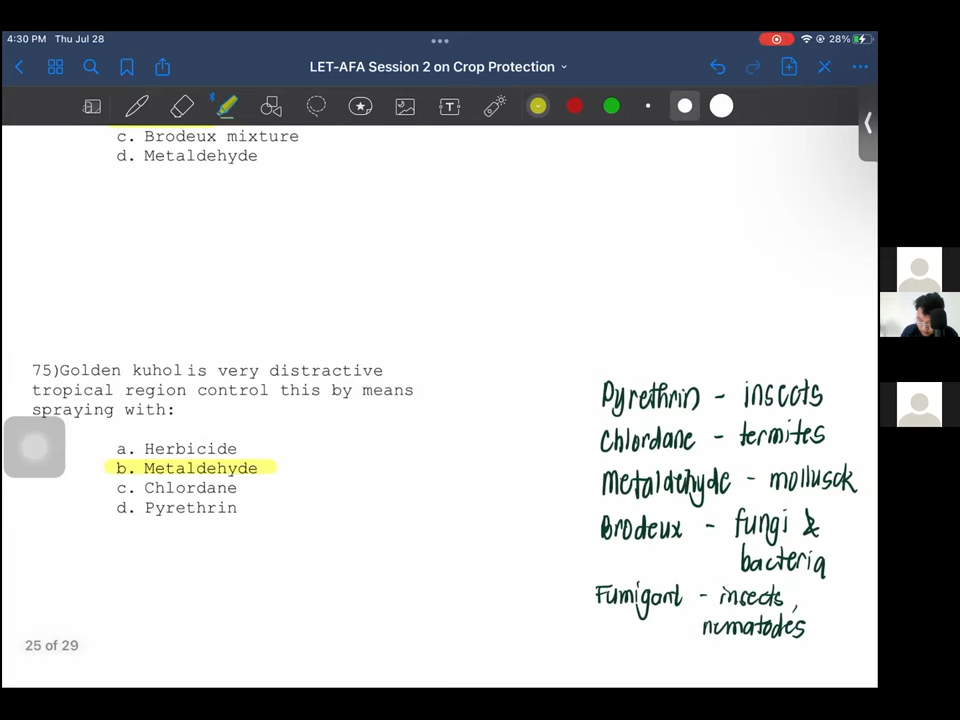 4:30 PM Thu Jul 28
28%
LET-AFA Session 2 on Crop Protection
c. Brodeux mixture
d. Metaldehyde
75)Golden kuhol is very distractive
tropical region control this by means
spraying with:
a. Herbicide
b. Metaldehyde
c. Chlordane
d. Pyrethrin
Pyrethrin - insects
Chlordane - termites
Metaldehyde - mollusck
Brodeux - fungi &
bacteria
Fumigant - insects,
nematodes
25 of 29